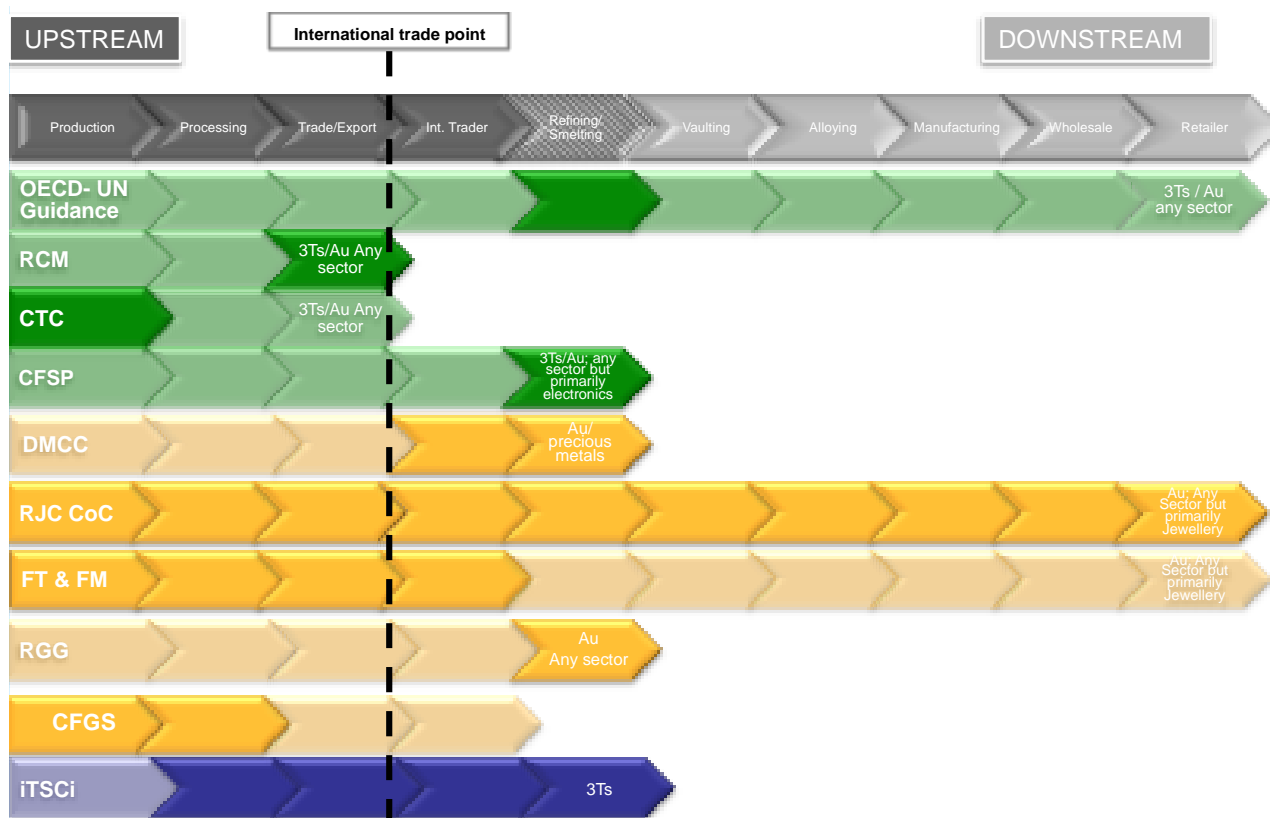 UPSTREAM
International trade point
DOWNSTREAM
Production
Processing
Trade/Export
Int. Trader
Refining/
Smelting
Vaulting
Alloying
Manufacturing
Wholesale
Retailer
OECD- UN
Guidance
3Ts / Au
any sector
RCM
3Ts/Au Any
sector
CTC
3Ts/Au Any
sector
CFSP
3Ts/Au; any
sector but
primarily
electronics
DMCC
Au/
precious
metals
RJC CoC
Au; Any
Sector but
primarily
Jewellery
FT & FM
Au; Any
Sector but
primarily
Jewellery
RGG
Au
Any sector
CFGS
iTSCi
3Ts